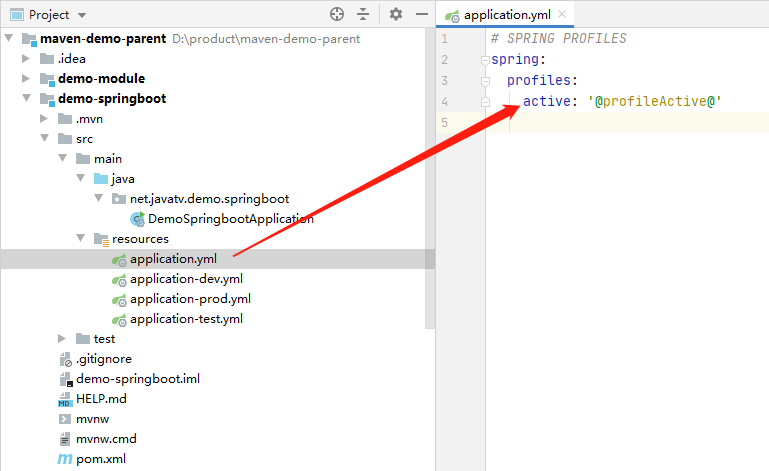 Project
maven-demo-parent D:\product\maven-demo-parent
.idea
demo-module
demo-springboot
.mvn
src
main
java
net.javatv.demo.springboot
DemoSpringbootApplication
resources
application.yml
application-dev.yml
application-prod.yml
application-test.yml
test
.gitignore
demo-springboot.iml
HELP.md
mvnw
mvnw.cmd
pom.xml
application.yml
1 # SPRING PROFILES
2 spring:
3 profiles:
4 active: '@profileActive@'
5